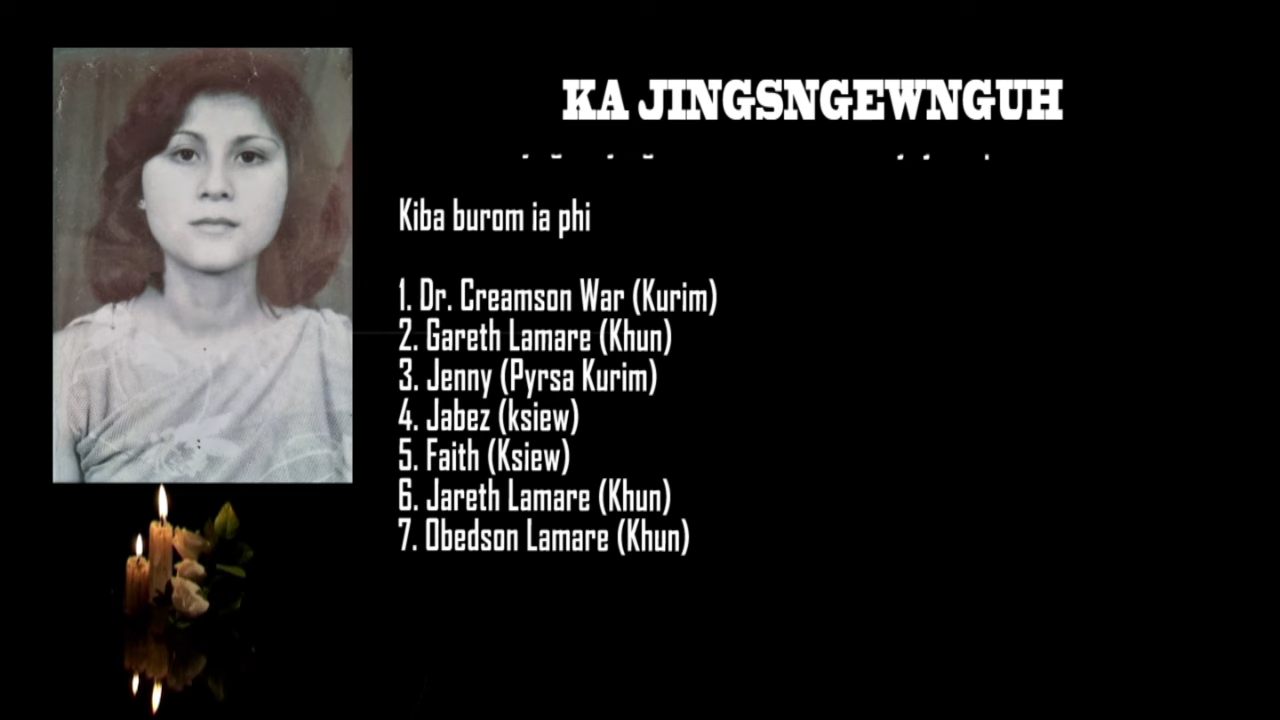 KA JINGSNGEWNGUH
Kiba burom ia phi
1. Dr. Creamson War (Kurim)
2. Gareth Lamare (Khun)
3. Jenny (Pyrsa Kurim)
4. Jabez (ksiew)
5. Faith (Ksiew)
6. Jareth Lamare (Khun)
7. Obedson Lamare (Khun)